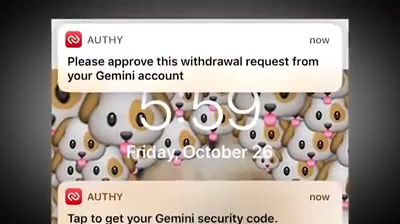 AUTHY
now
Please approve this withdrawal request from
your Gemini account
5:59
Friday, October 26
AUTHY
now
Tap to get your Gemini security code.